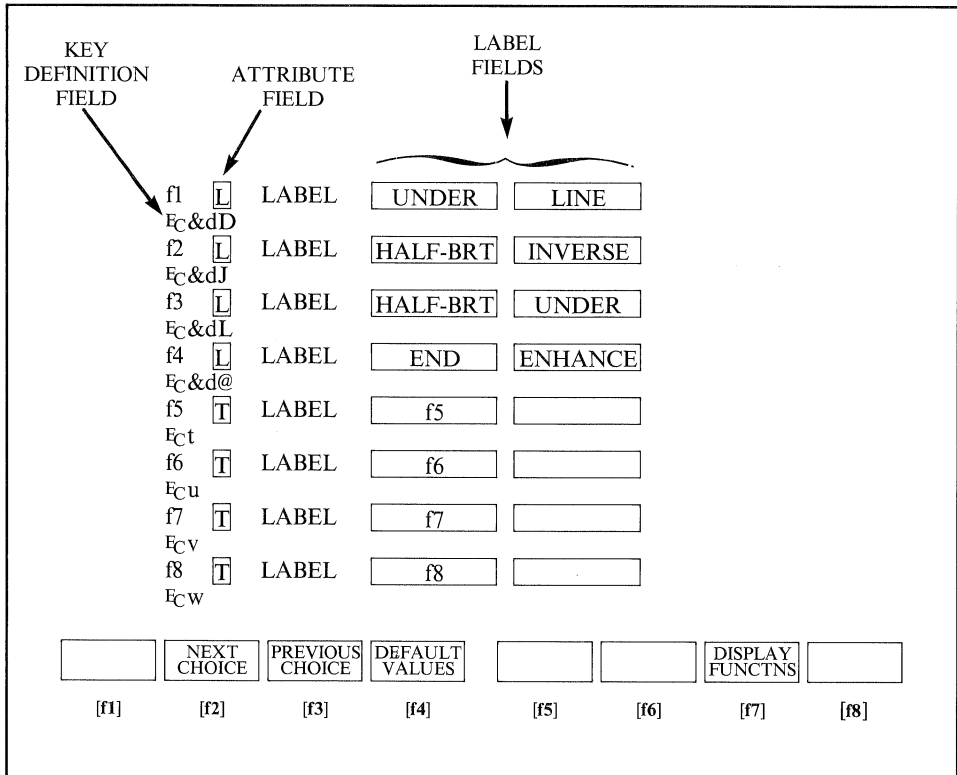 KEY
DEFINITION
FIELD
ATTRIBUTE
FIELD
LABEL
FIELDS
f1 L LABEL UNDER LINE
EC&dD
f2 L LABEL HALF-BRT INVERSE
EC&dJ
f3 L LABEL HALF-BRT UNDER
EC&dL
f4 L LABEL END ENHANCE
EC&d@
f5 T LABEL f5
ECt
f6 T LABEL f6
ECu
f7 T LABEL f7
ECv
f8 T LABEL f8
ECw
NEXT CHOICE PREVIOUS CHOICE DEFAULT VALUES DISPLAY FUNCTNS
[f1] [f2] [f3] [f4] [f5] [f6] [f7] [f8]